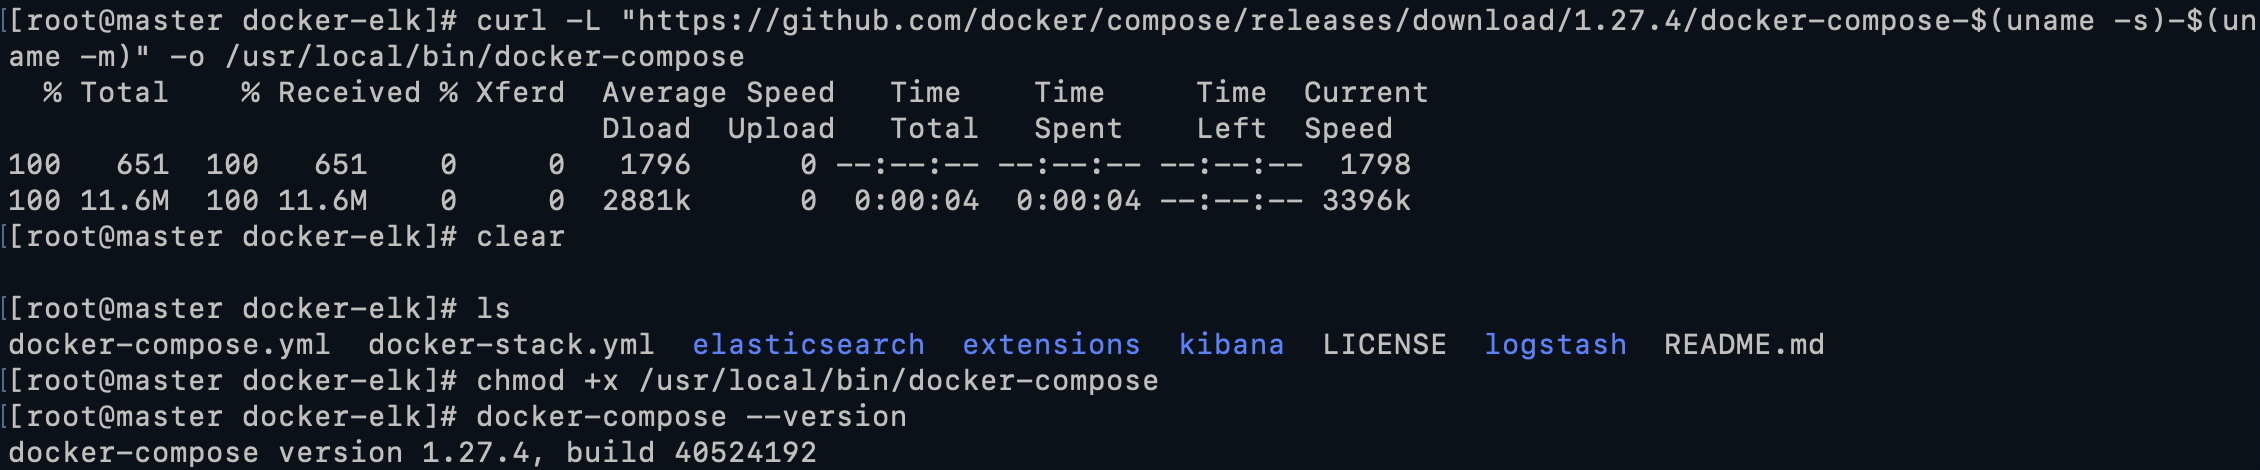 [[root@master docker-elk]# curl -L "https://github.com/docker/compose/releases/download/1.27.4/docker-compose-$(uname -s)-$(un
ame -m)" -o /usr/local/bin/docker-compose
  % Total    % Received % Xferd  Average Speed   Time    Time     Time  Current
                                 Dload  Upload   Total   Spent    Left  Speed
100   651  100   651    0     0   1796      0 --:--:-- --:--:-- --:--:--  1798
100 11.6M  100 11.6M    0     0  2881k      0  0:00:04  0:00:04 --:--:-- 3396k
[[root@master docker-elk]# clear
[[root@master docker-elk]# ls
docker-compose.yml  docker-stack.yml  elasticsearch  extensions  kibana  LICENSE  logstash  README.md
[[root@master docker-elk]# chmod +x /usr/local/bin/docker-compose
[[root@master docker-elk]# docker-compose --version
docker-compose version 1.27.4, build 40524192